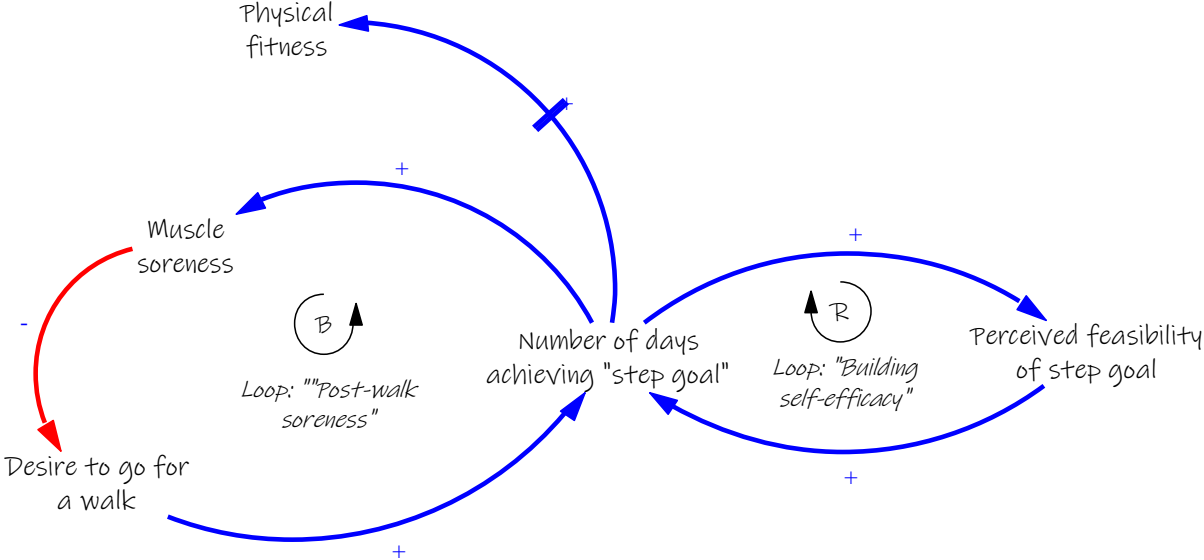 Physical
fitness
+
+
Muscle
soreness
-
B
Loop: ""Post-walk
soreness"
Desire to go for
a walk
+
Number of days
achieving "step goal"
+
R
Loop: "Building
self-efficacy"
Perceived feasibility
of step goal
+